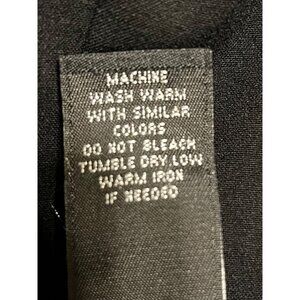 MACHINE
WASH WARM
WITH SIMILAR
COLORS
DO NOT BLEACH
TUMBLE DRY.LOW
WARM IRON
IF NEEDED